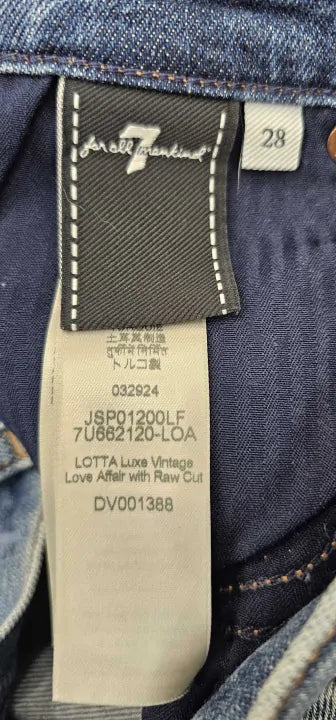 7
for all mankind
28
土耳其制造
トルコ製
032924
JSP01200LF
7U662120-LOA
LOTTA Luxe Vintage
Love Affair with Raw Cut
DV001388